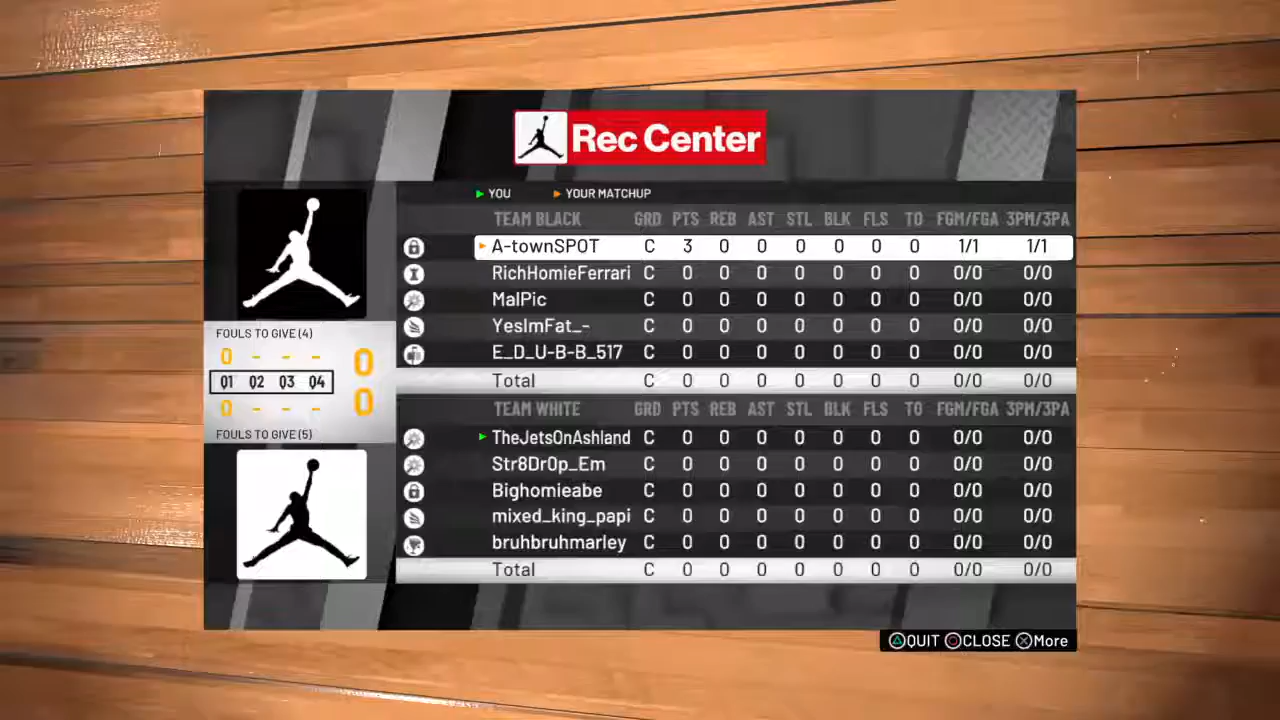 Rec Center
YOU YOUR MATCHUP
TEAM BLACK GRD PTS REB AST STL BLK FLS TO FGM/FGA 3PM/3PA
A-townSPOT C 3 0 0 0 0 0 0 1/1 1/1
RichHomieFerrari C 0 0 0 0 0 0 0 0/0 0/0
MalPic C 0 0 0 0 0 0 0 0/0 0/0
YesImFat_- C 0 0 0 0 0 0 0 0/0 0/0
E_D_U-B-B_517 C 0 0 0 0 0 0 0 0/0 0/0
Total C 0 0 0 0 0 0 0 0/0 0/0
FOULS TO GIVE (4)
0 - - - 0
Q1 Q2 Q3 Q4
0 - - - 0
FOULS TO GIVE (5)
TEAM WHITE GRD PTS REB AST STL BLK FLS TO FGM/FGA 3PM/3PA
TheJetsOnAshland C 0 0 0 0 0 0 0 0/0 0/0
Str8Dr0p_Em C 0 0 0 0 0 0 0 0/0 0/0
Bighomieabe C 0 0 0 0 0 0 0 0/0 0/0
mixed_king_papi C 0 0 0 0 0 0 0 0/0 0/0
bruhbruhmarley C 0 0 0 0 0 0 0 0/0 0/0
Total C 0 0 0 0 0 0 0 0/0 0/0
QUIT CLOSE More